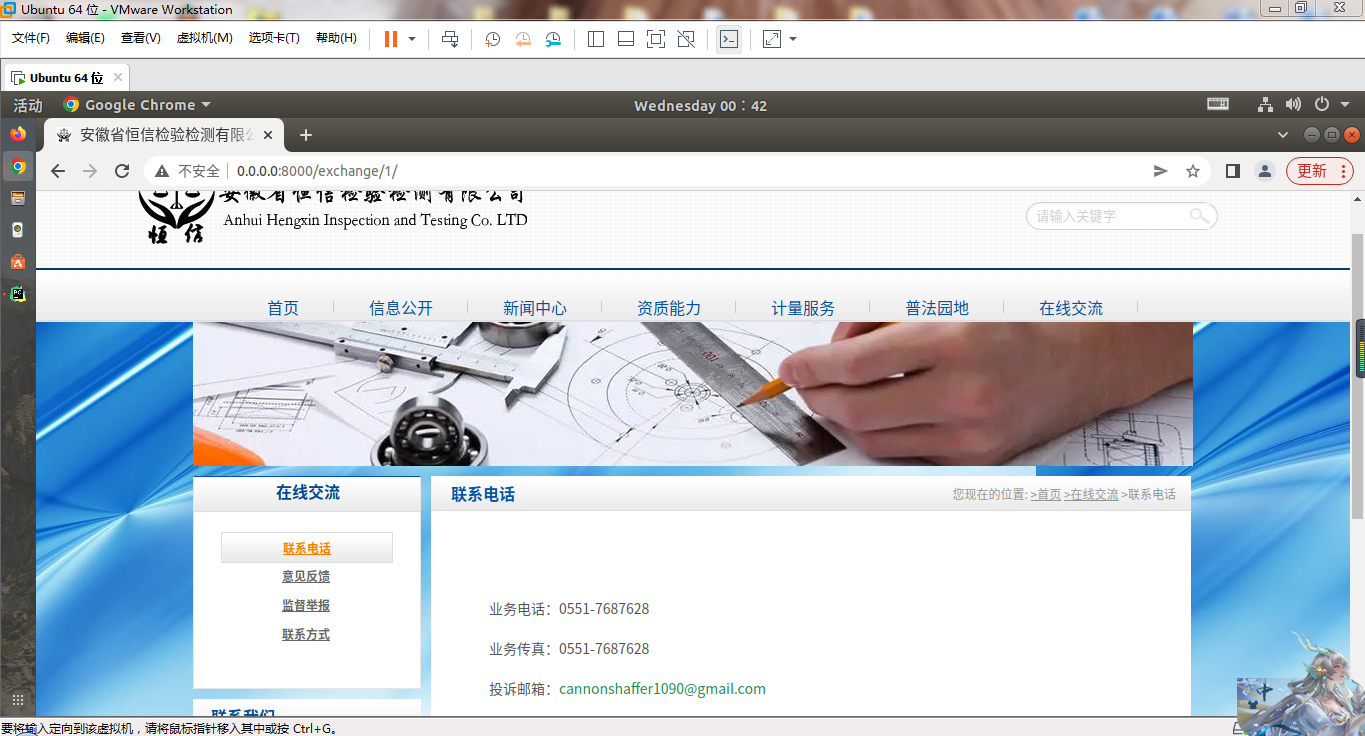 Ubuntu 64 位 - VMware Workstation
文件(F) 编辑(E) 查看(V) 虚拟机(M) 选项卡(T) 帮助(H)
Ubuntu 64 位
活动 Google Chrome Wednesday 00：42
安徽省恒信检验检测有限公
不安全 0.0.0.0:8000/exchange/1/ 更新
安徽省恒信检验检测有限公司
Anhui Hengxin Inspection and Testing Co. LTD
恒 信
请输入关键字
首页 信息公开 新闻中心 资质能力 计量服务 普法园地 在线交流
在线交流
联系电话
意见反馈
监督举报
联系方式
联系我们
联系电话
您现在的位置: >首页 >在线交流 >联系电话
业务电话：0551-7687628
业务传真：0551-7687628
投诉邮箱：cannonshaffer1090@gmail.com
中
要将输入定向到该虚拟机，请将鼠标指针移入其中或按 Ctrl+G。